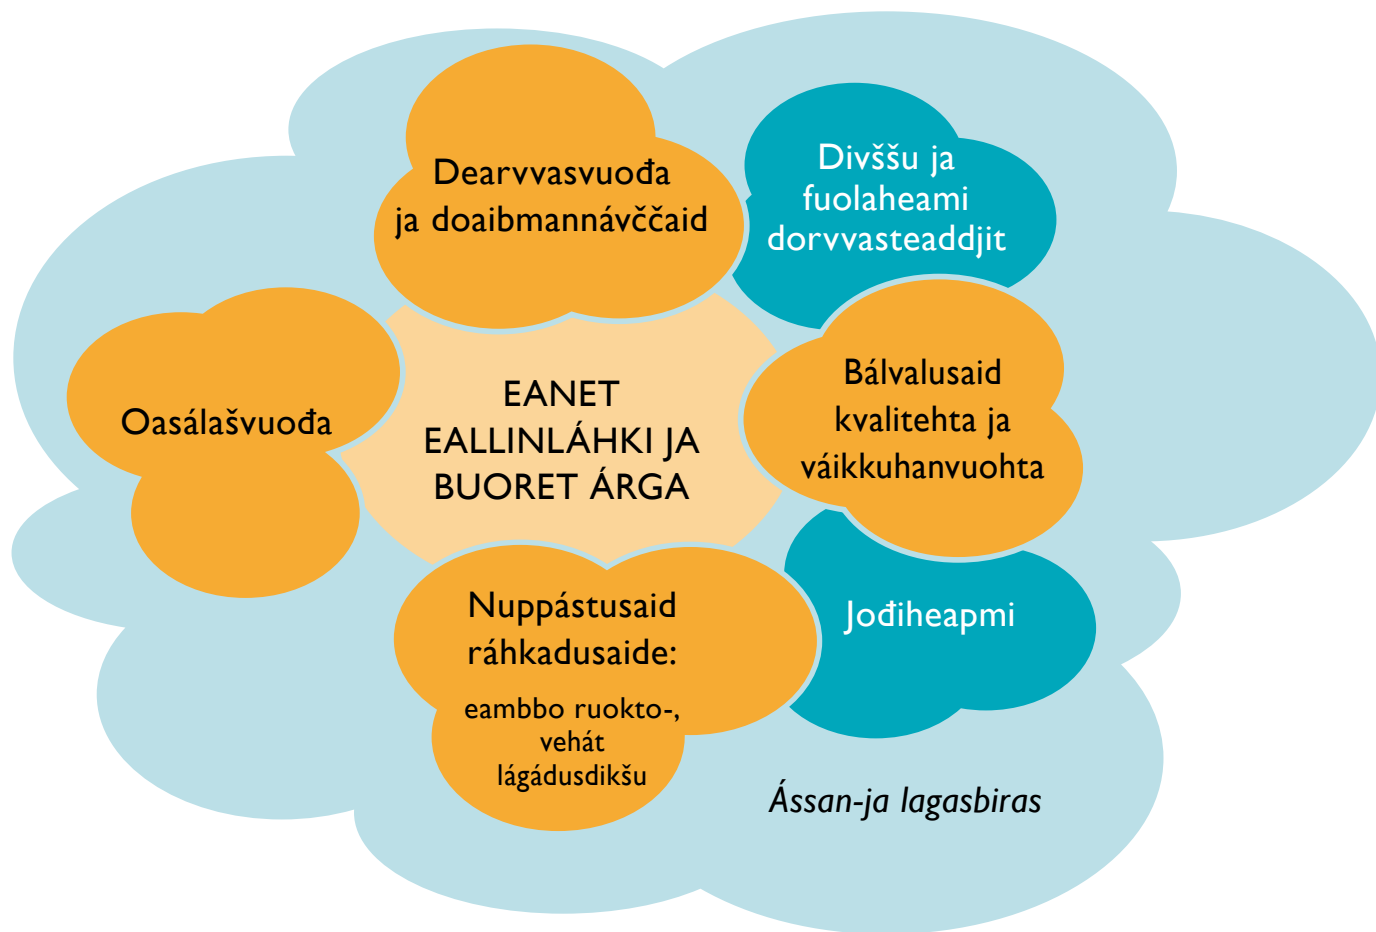 Dearvvasvuođa
ja doaibmannávččaid
Divššu ja
fuolaheami
dorvvasteaddjit
Oasálašvuođa
EANET
EALLINLÁHKI JA
BUORET ÁRGA
Bálvalusaid
kvalitehta ja
váikkuhanvuohta
Nuppástusaid
ráhkadusaide:
eambbo ruokto-,
vehát
lágádusdikšu
Jođiheapmi
Ássan-ja lagasbiras